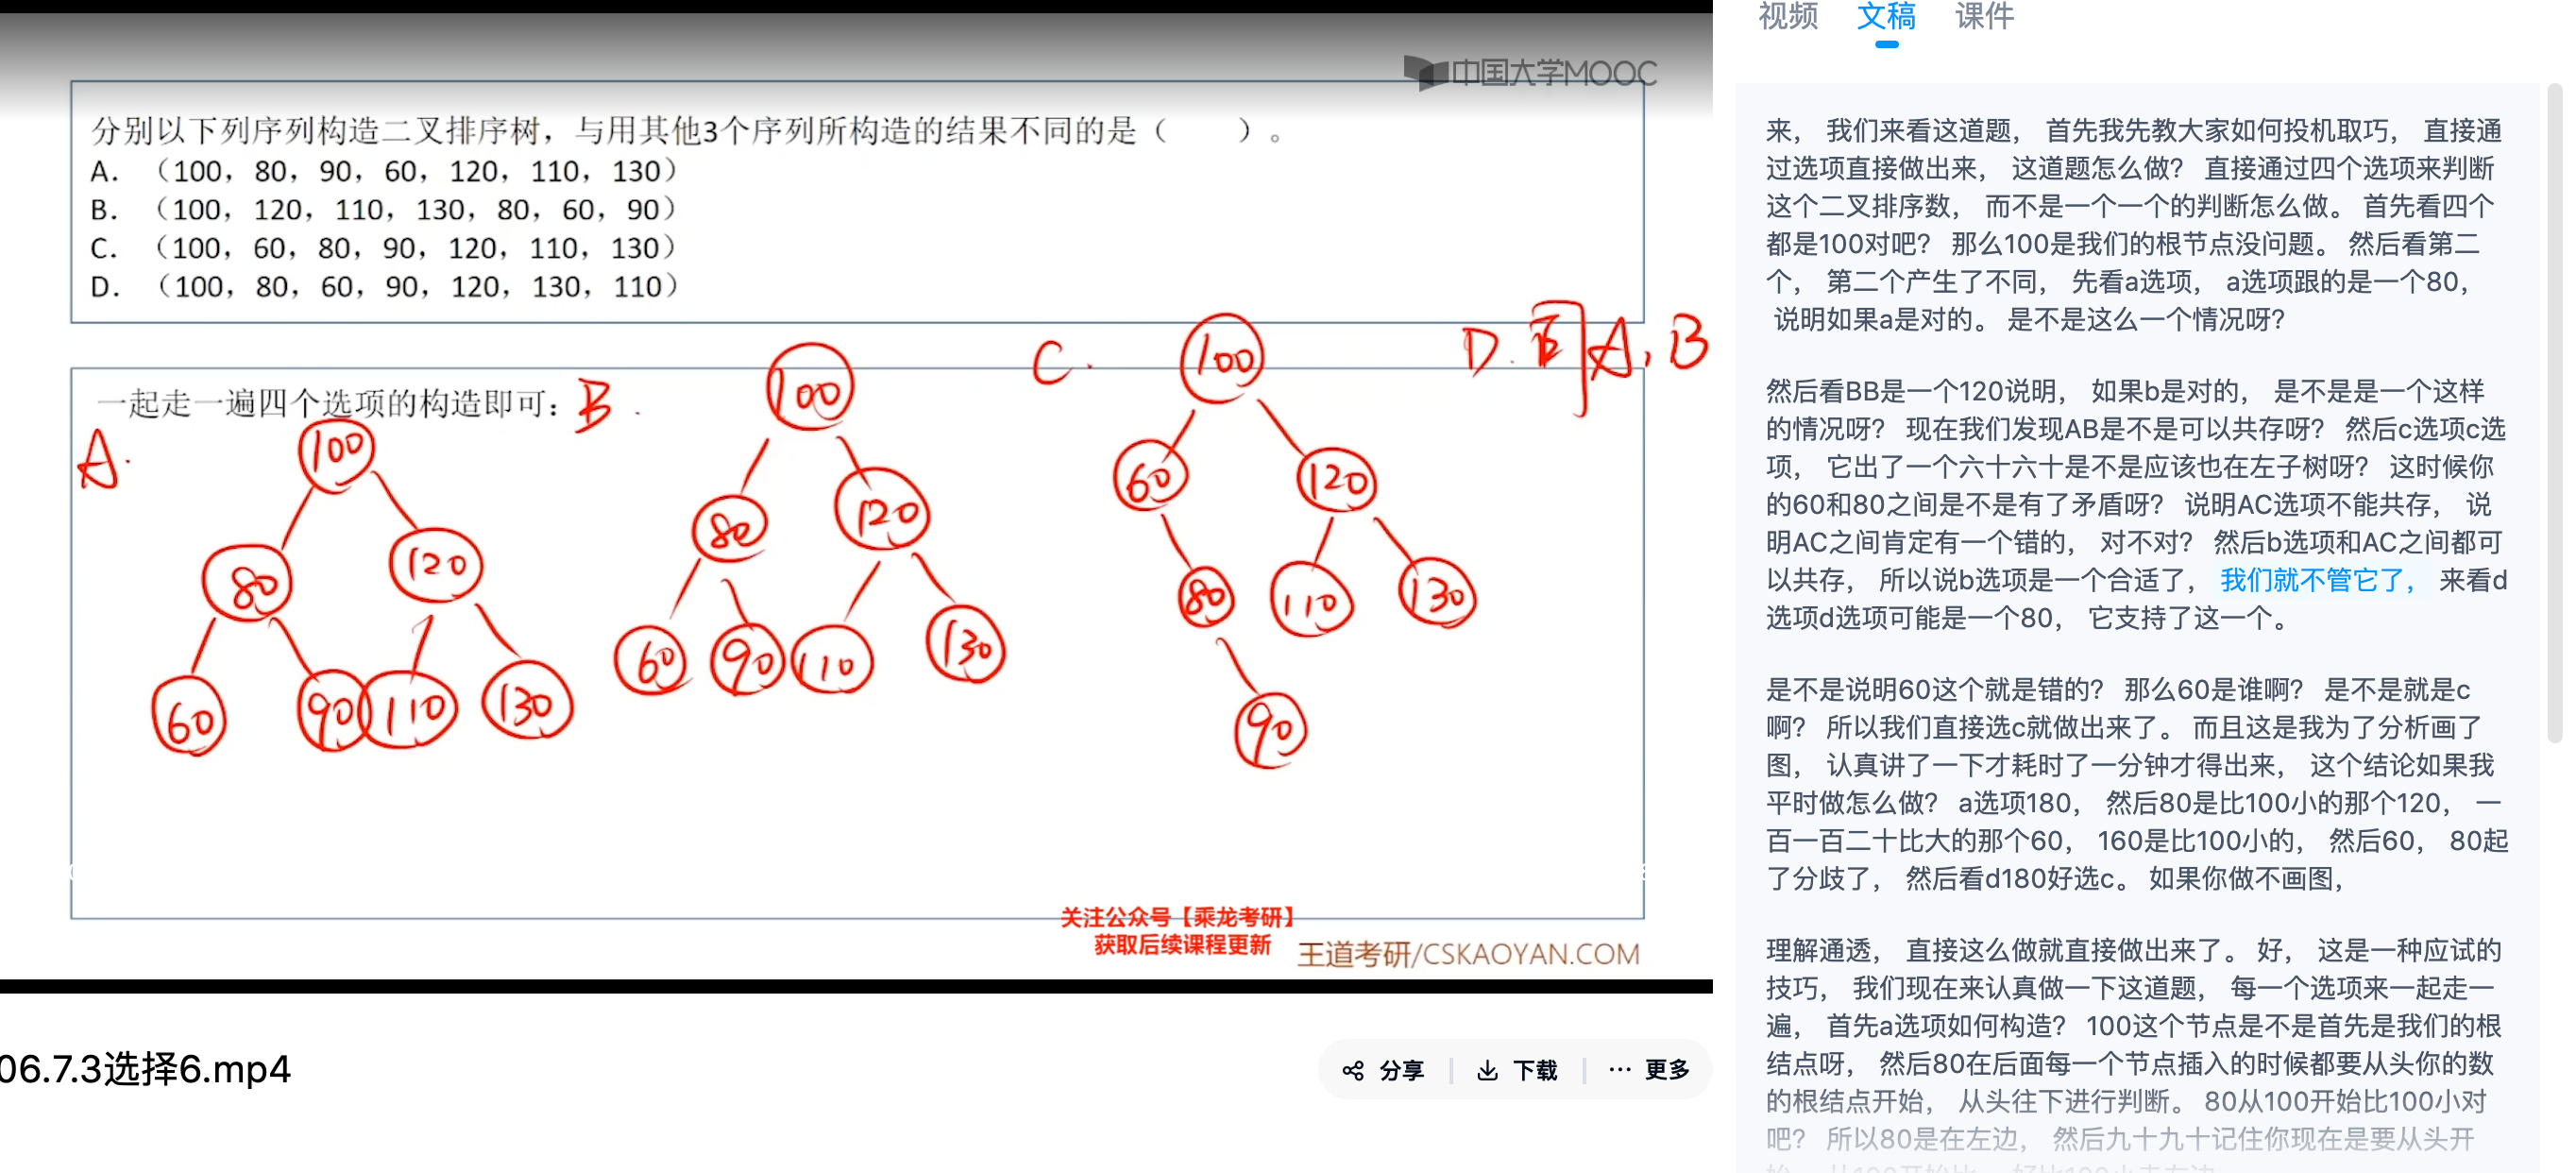 中国大学MOOC
分别以下列序列构造二叉排序树，与用其他3个序列所构造的结果不同的是（ ）。
A. （100，80，90，60，120，110，130）
B. （100，120，110，130，80，60，90）
C. （100，60，80，90，120，110，130）
D. （100，80，60，90，120，130，110）
一起走一遍四个选项的构造即可：
A.
100
80 120
60 90 110 130
B.
100
80 120
60 90 110 130
C.
100
60 120
80 110 130
90
D. A, B
关注公众号【乘龙考研】
获取后续课程更新
王道考研/CSKAOYAN.COM
06.7.3选择6.mp4
分享
下载
··· 更多
视频 文稿 课件
来， 我们来看这道题， 首先我先教大家如何投机取巧， 直接通
过选项直接做出来， 这道题怎么做？ 直接通过四个选项来判断
这个二叉排序数， 而不是一个一个的判断怎么做。 首先看四个
都是100对吧？ 那么100是我们的根节点没问题。 然后看第二
个， 第二个产生了不同， 先看a选项， a选项跟的是一个80，
说明如果a是对的。 是不是这么一个情况呀？
然后看BB是一个120说明， 如果b是对的， 是不是是一个这样
的情况呀？ 现在我们发现AB是不是可以共存呀？ 然后c选项c选
项， 它出了一个六十六十是不是应该也在左子树呀？ 这时候你
的60和80之间是不是有了矛盾呀？ 说明AC选项不能共存， 说
明AC之间肯定有一个错的， 对不对？ 然后b选项和AC之间都可
以共存， 所以说b选项是一个合适了， 我们就不管它了， 来看d
选项d选项可能是一个80， 它支持了这一个。
是不是说明60这个就是错的？ 那么60是谁啊？ 是不是就是c
啊？ 所以我们直接选c就做出来了。 而且这是我为了分析画了
图， 认真讲了一下才耗时了一分钟才得出来， 这个结论如果我
平时做怎么做？ a选项180， 然后80是比100小的那个120， 一
百一百二十比大的那个60， 160是比100小的， 然后60， 80起
了分歧了， 然后看d180好选c。 如果你做不画图，
理解通透， 直接这么做就直接做出来了。 好， 这是一种应试的
技巧， 我们现在来认真做一下这道题， 每一个选项来一起走一
遍， 首先a选项如何构造？ 100这个节点是不是首先是我们的根
结点呀， 然后80在后面每一个节点插入的时候都要从头你的数
的根结点开始， 从头往下进行判断。 80从100开始比100小对
吧？ 所以80是在左边， 然后九十九十记住你现在是要从头开